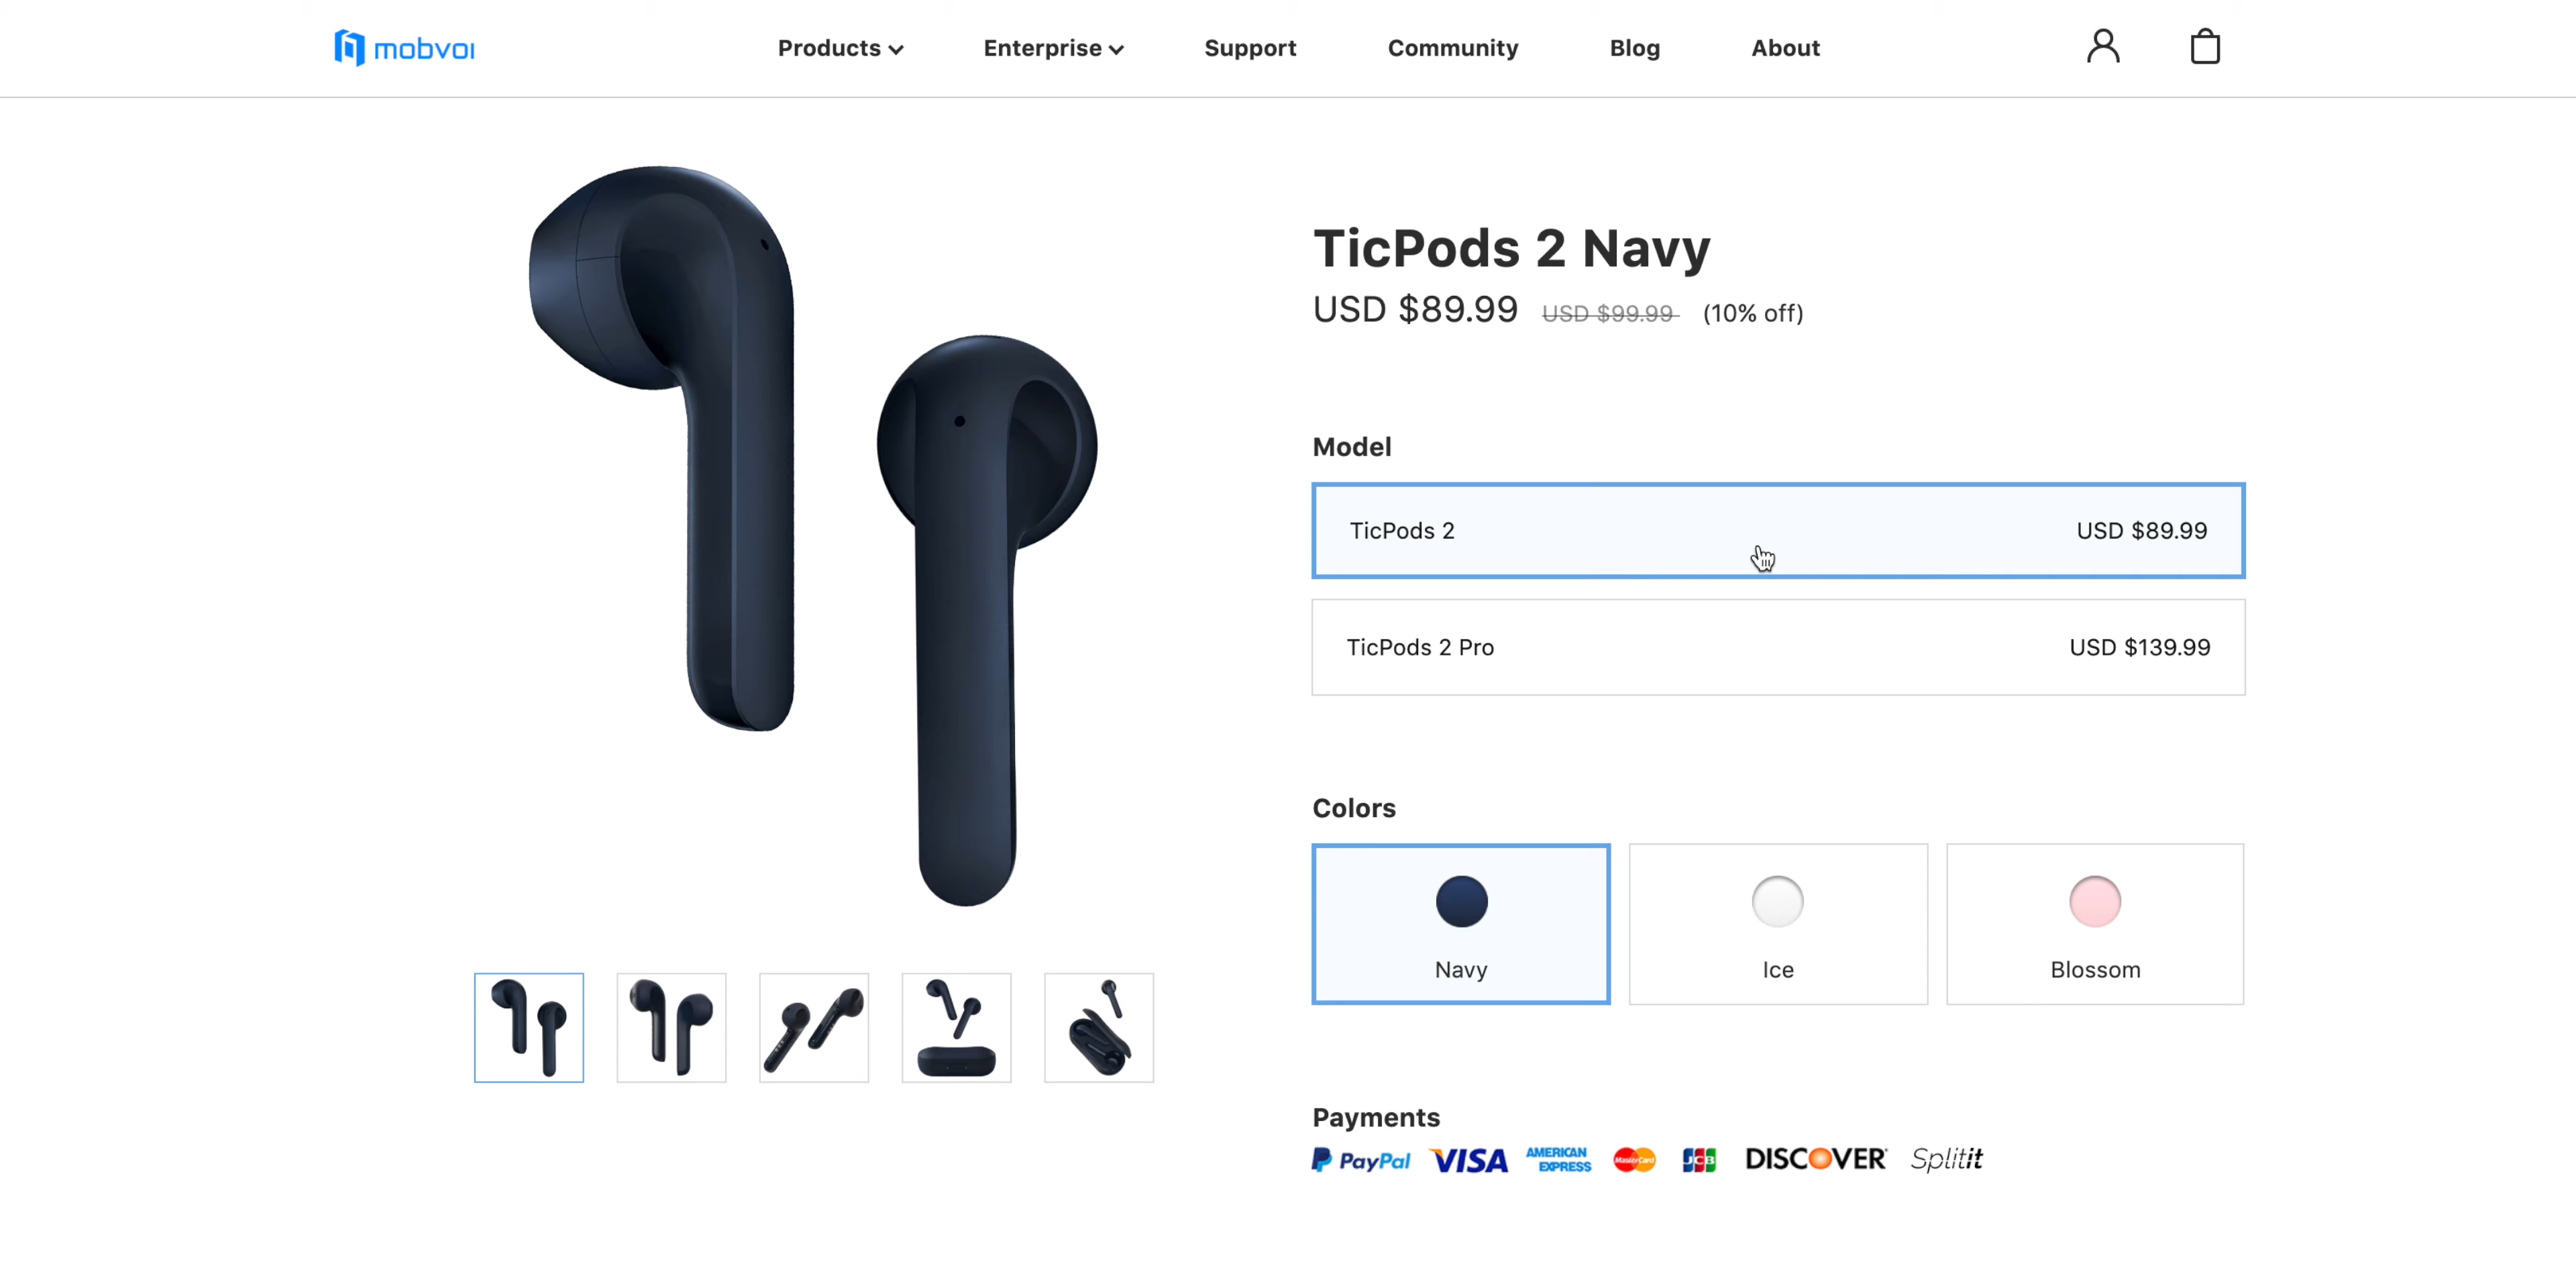 mobvoi
Products Enterprise Support Community Blog About
TicPods 2 Navy
USD $89.99 USD $99.99 (10% off)
Model
TicPods 2 USD $89.99
TicPods 2 Pro USD $139.99
Colors
Navy Ice Blossom
Payments
PayPal VISA AMERICAN EXPRESS MasterCard JCB DISCOVER Splitit